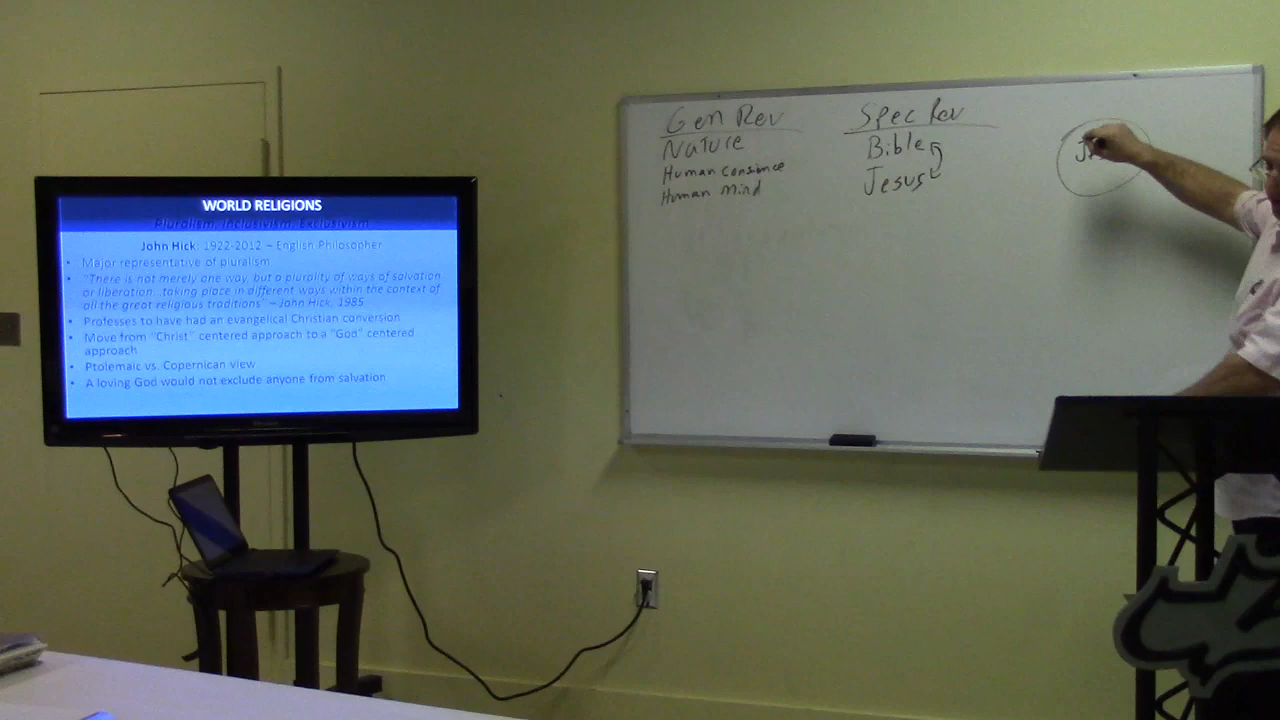 WORLD RELIGIONS
Pluralism, Inclusivism, Exclusivism
John Hick, 1922-2012 – English Philosopher
• Major representative of pluralism
• "There is not merely one way, but a plurality of ways of salvation
or liberation...taking place in different ways within the context of
all the great religious traditions" – John Hick, 1985
• Professes to have had an evangelical Christian conversion
• Move from "Christ" centered approach to a "God" centered
approach
• Ptolemaic vs. Copernican view
• A loving God would not exclude anyone from salvation
Gen Rev
Nature
Human Consience
Human Mind
Spec Rev
Bible
Jesus